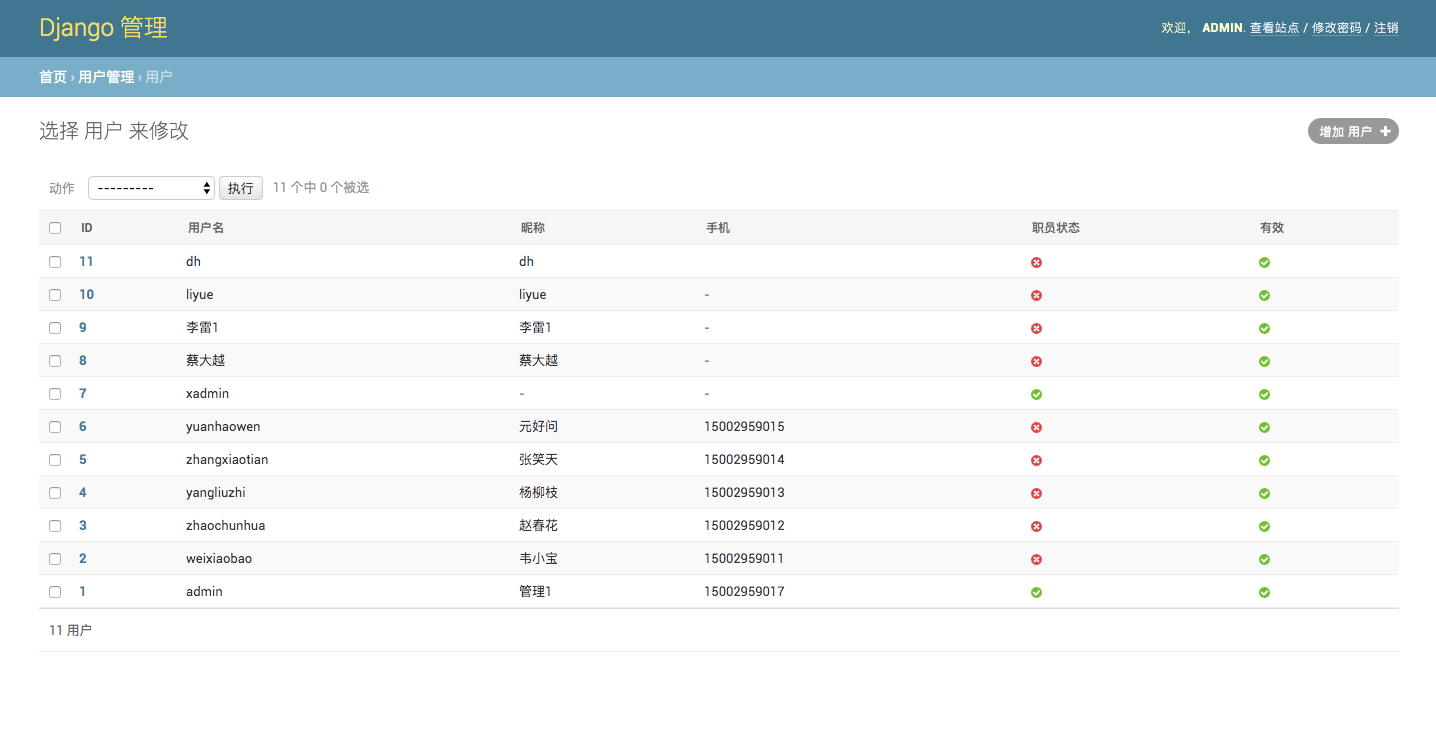 Django 管理
欢迎， ADMIN. 查看站点 / 修改密码 / 注销
首页 › 用户管理 › 用户
选择 用户 来修改
增加 用户
动作 --------- 执行 11 个中 0 个被选
ID 用户名 昵称 手机 职员状态 有效
11 dh dh
10 liyue liyue -
9 李雷1 李雷1 -
8 蔡大越 蔡大越 -
7 xadmin - -
6 yuanhaowen 元好问 15002959015
5 zhangxiaotian 张笑天 15002959014
4 yangliuzhi 杨柳枝 15002959013
3 zhaochunhua 赵春花 15002959012
2 weixiaobao 韦小宝 15002959011
1 admin 管理1 15002959017
11 用户